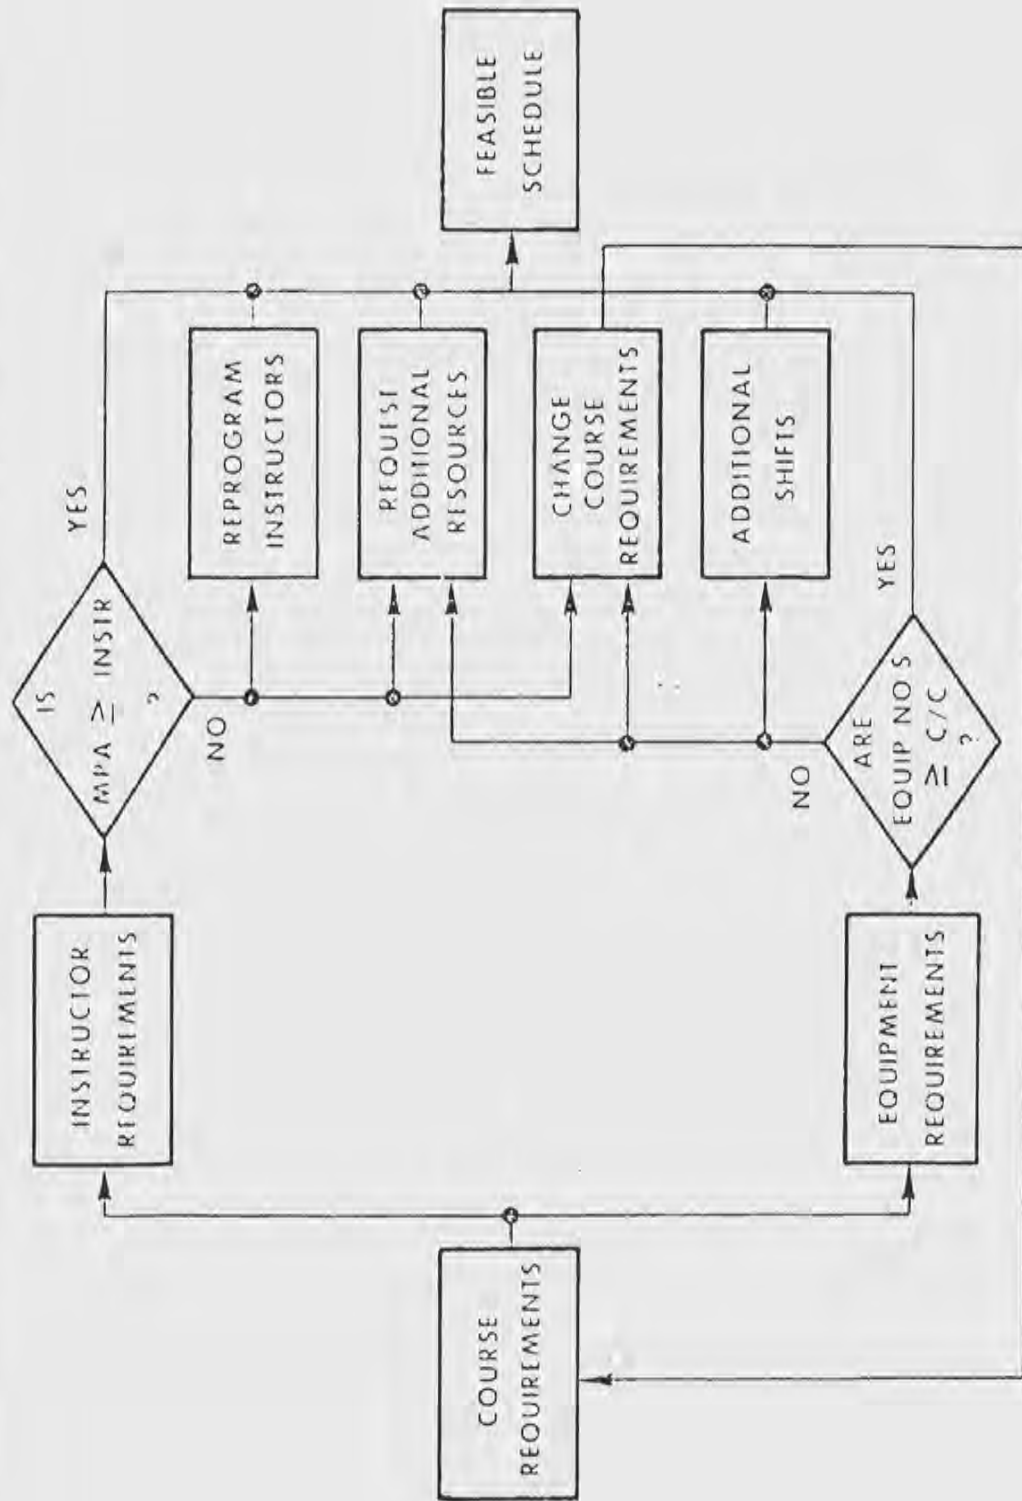 COURSE
REQUIREMENTS
INSTRUCTOR
REQUIREMENTS
IS
MPA ≥ INSTR
?
YES
NO
REPROGRAM
INSTRUCTORS
REQUEST
ADDITIONAL
RESOURCES
CHANGE
COURSE
REQUIREMENTS
ADDITIONAL
SHIFTS
EQUIPMENT
REQUIREMENTS
ARE
EQUIP NO S
≥ C/C
?
NO
YES
FEASIBLE
SCHEDULE